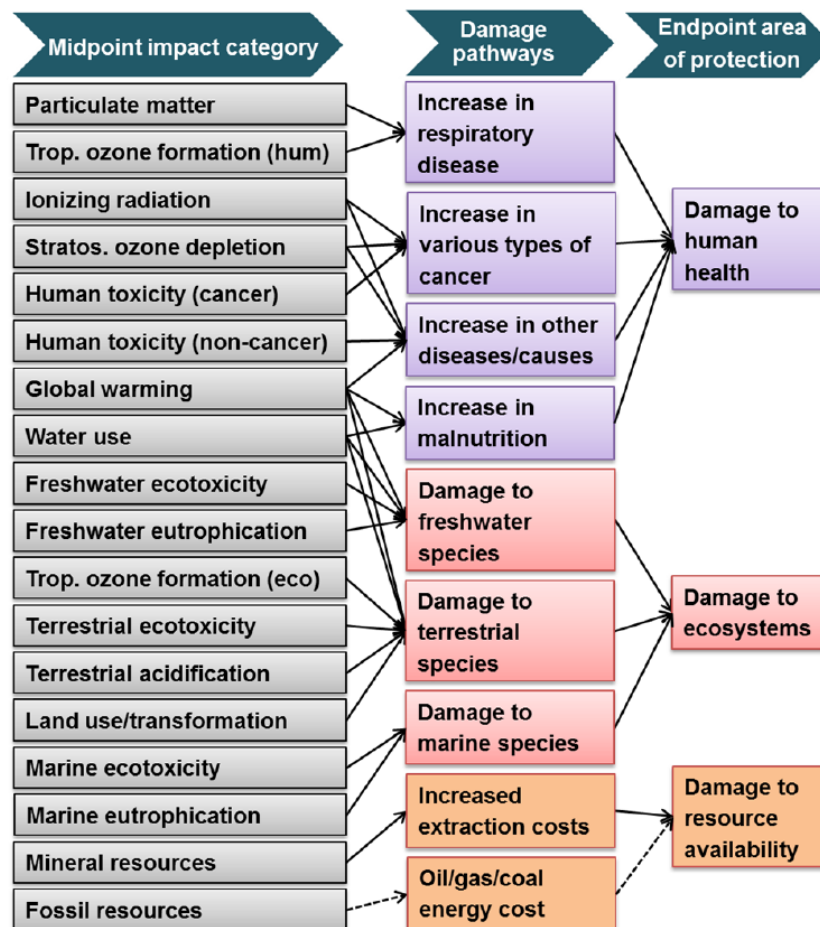 Midpoint impact category
Damage
pathways
Endpoint area
of protection
Particulate matter
Trop. ozone formation (hum)
Ionizing radiation
Stratos. ozone depletion
Human toxicity (cancer)
Human toxicity (non-cancer)
Global warming
Water use
Freshwater ecotoxicity
Freshwater eutrophication
Trop. ozone formation (eco)
Terrestrial ecotoxicity
Terrestrial acidification
Land use/transformation
Marine ecotoxicity
Marine eutrophication
Mineral resources
Fossil resources
Increase in
respiratory
disease
Increase in
various types of
cancer
Increase in other
diseases/causes
Increase in
malnutrition
Damage to
freshwater
species
Damage to
terrestrial
species
Damage to
marine species
Increased
extraction costs
Oil/gas/coal
energy cost
Damage to
human
health
Damage to
ecosystems
Damage to
resource
availability